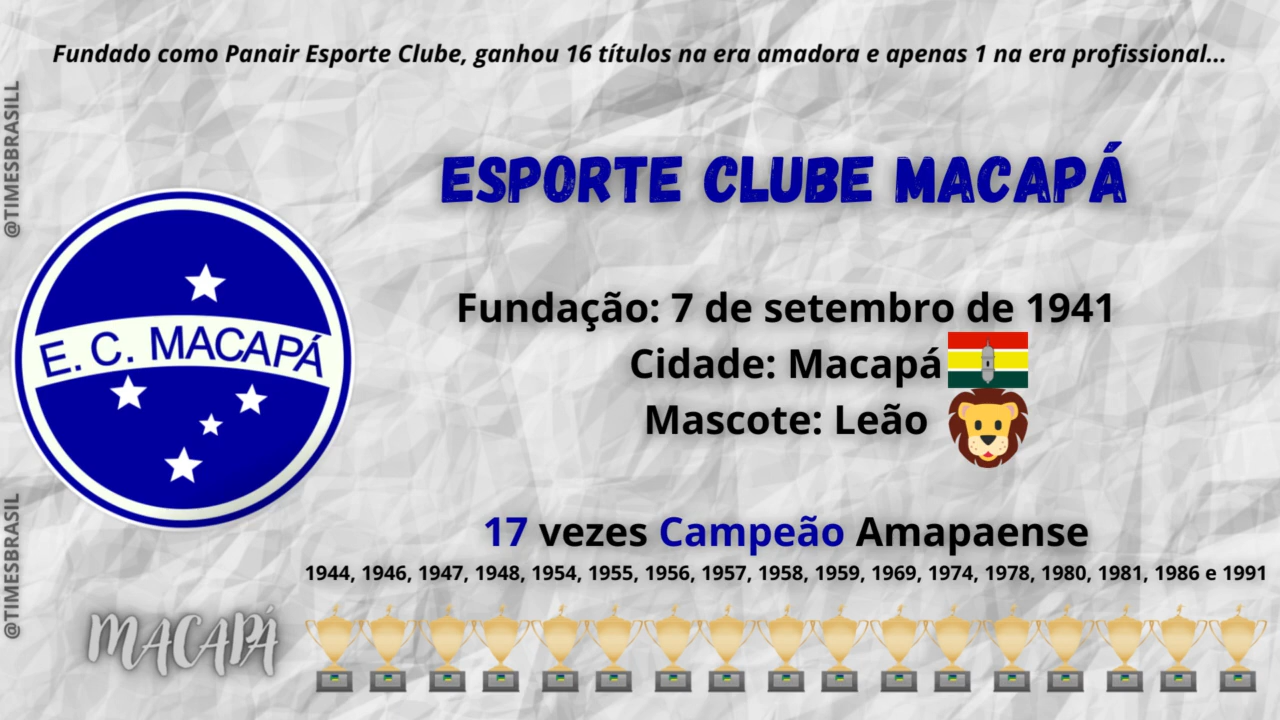 Fundado como Panair Esporte Clube, ganhou 16 títulos na era amadora e apenas 1 na era profissional...
@TIMESBRASILL
ESPORTE CLUBE MACAPÁ
E. C. MACAPÁ
Fundação: 7 de setembro de 1941
Cidade: Macapá
Mascote: Leão
17 vezes Campeão Amapaense
1944, 1946, 1947, 1948, 1954, 1955, 1956, 1957, 1958, 1959, 1969, 1974, 1978, 1980, 1981, 1986 e 1991
@TIMESBRASIL
MACAPÁ